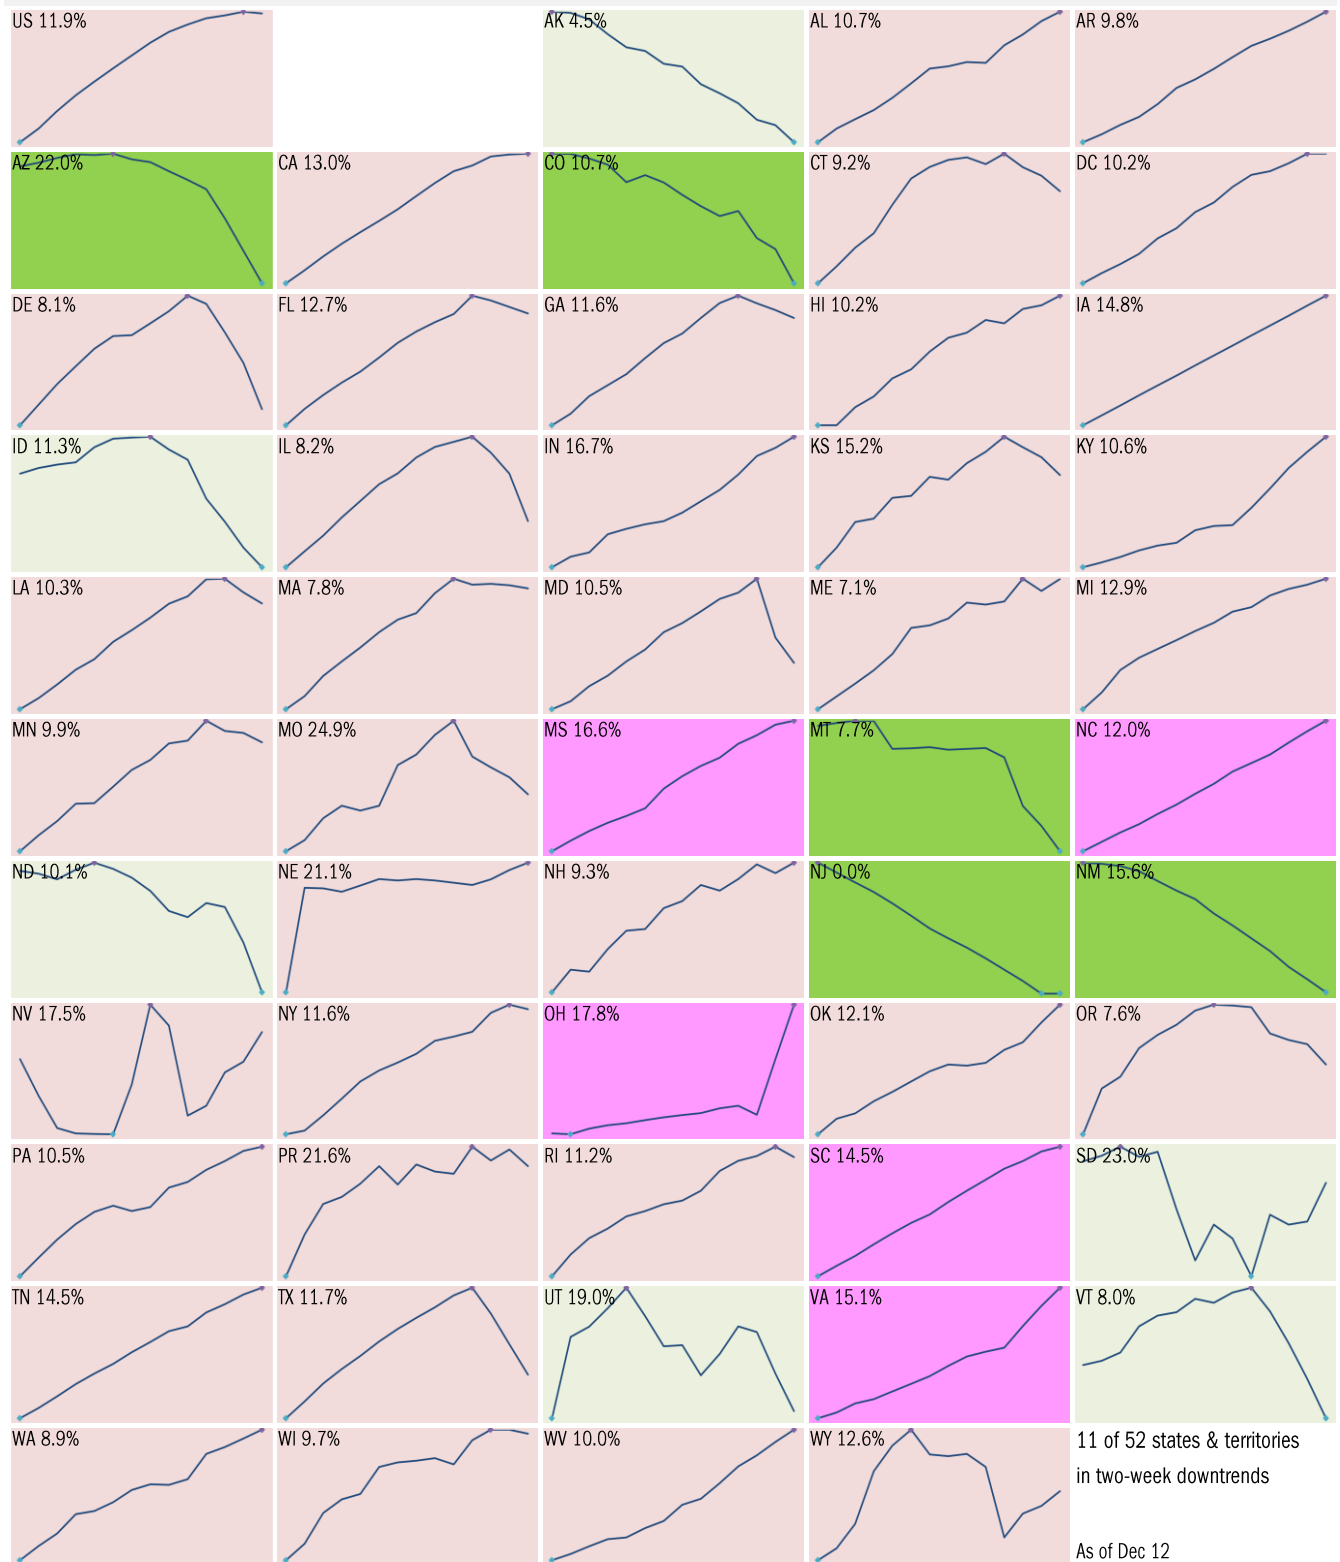 US 11.9%
AK 4.5%
AL 10.7%
AR 9.8%
AZ 22.0%
CA 13.0%
CO 10.7%
CT 9.2%
DC 10.2%
DE 8.1%
FL 12.7%
GA 11.6%
HI 10.2%
IA 14.8%
ID 11.3%
IL 8.2%
IN 16.7%
KS 15.2%
KY 10.6%
LA 10.3%
MA 7.8%
MD 10.5%
ME 7.1%
MI 12.9%
MN 9.9%
MO 24.9%
MS 16.6%
MT 7.7%
NC 12.0%
ND 10.1%
NE 21.1%
NH 9.3%
NJ 0.0%
NM 15.6%
NV 17.5%
NY 11.6%
OH 17.8%
OK 12.1%
OR 7.6%
PA 10.5%
PR 21.6%
RI 11.2%
SC 14.5%
SD 23.0%
TN 14.5%
TX 11.7%
UT 19.0%
VA 15.1%
VT 8.0%
WA 8.9%
WI 9.7%
WV 10.0%
WY 12.6%
11 of 52 states & territories
in two-week downtrends
As of Dec 12